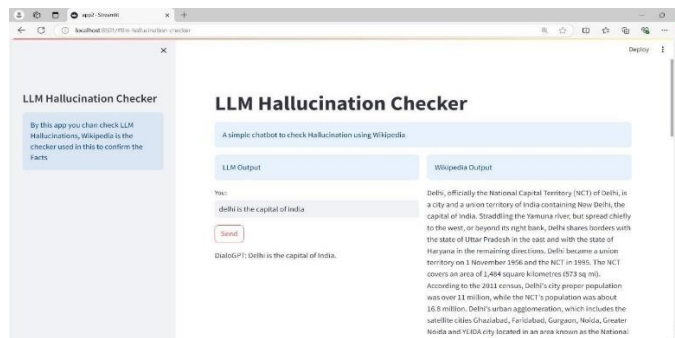 app2 · Streamlit
localhost:8501/#llm-hallucination-checker
Deploy
LLM Hallucination Checker
By this app you chan check LLM
Hallucinations, Wikipedia is the
checker used in this to confirm the
Facts
LLM Hallucination Checker
A simple chatbot to check Hallucination using Wikipedia
LLM Output
You:
delhi is the capital of india
Send
DialoGPT: Delhi is the capital of India.
Wikipedia Output
Delhi, officially the National Capital Territory (NCT) of Delhi, is
a city and a union territory of India containing New Delhi, the
capital of India. Straddling the Yamuna river, but spread chiefly
to the west, or beyond its right bank, Delhi shares borders with
the state of Uttar Pradesh in the east and with the state of
Haryana in the remaining directions. Delhi became a union
territory on 1 November 1956 and the NCT in 1995. The NCT
covers an area of 1,484 square kilometres (573 sq mi).
According to the 2011 census, Delhi's city proper population
was over 11 million, while the NCT's population was about
16.8 million. Delhi's urban agglomeration, which includes the
satellite cities Ghaziabad, Faridabad, Gurgaon, Noida, Greater
Noida and YEIDA city located in an area known as the National